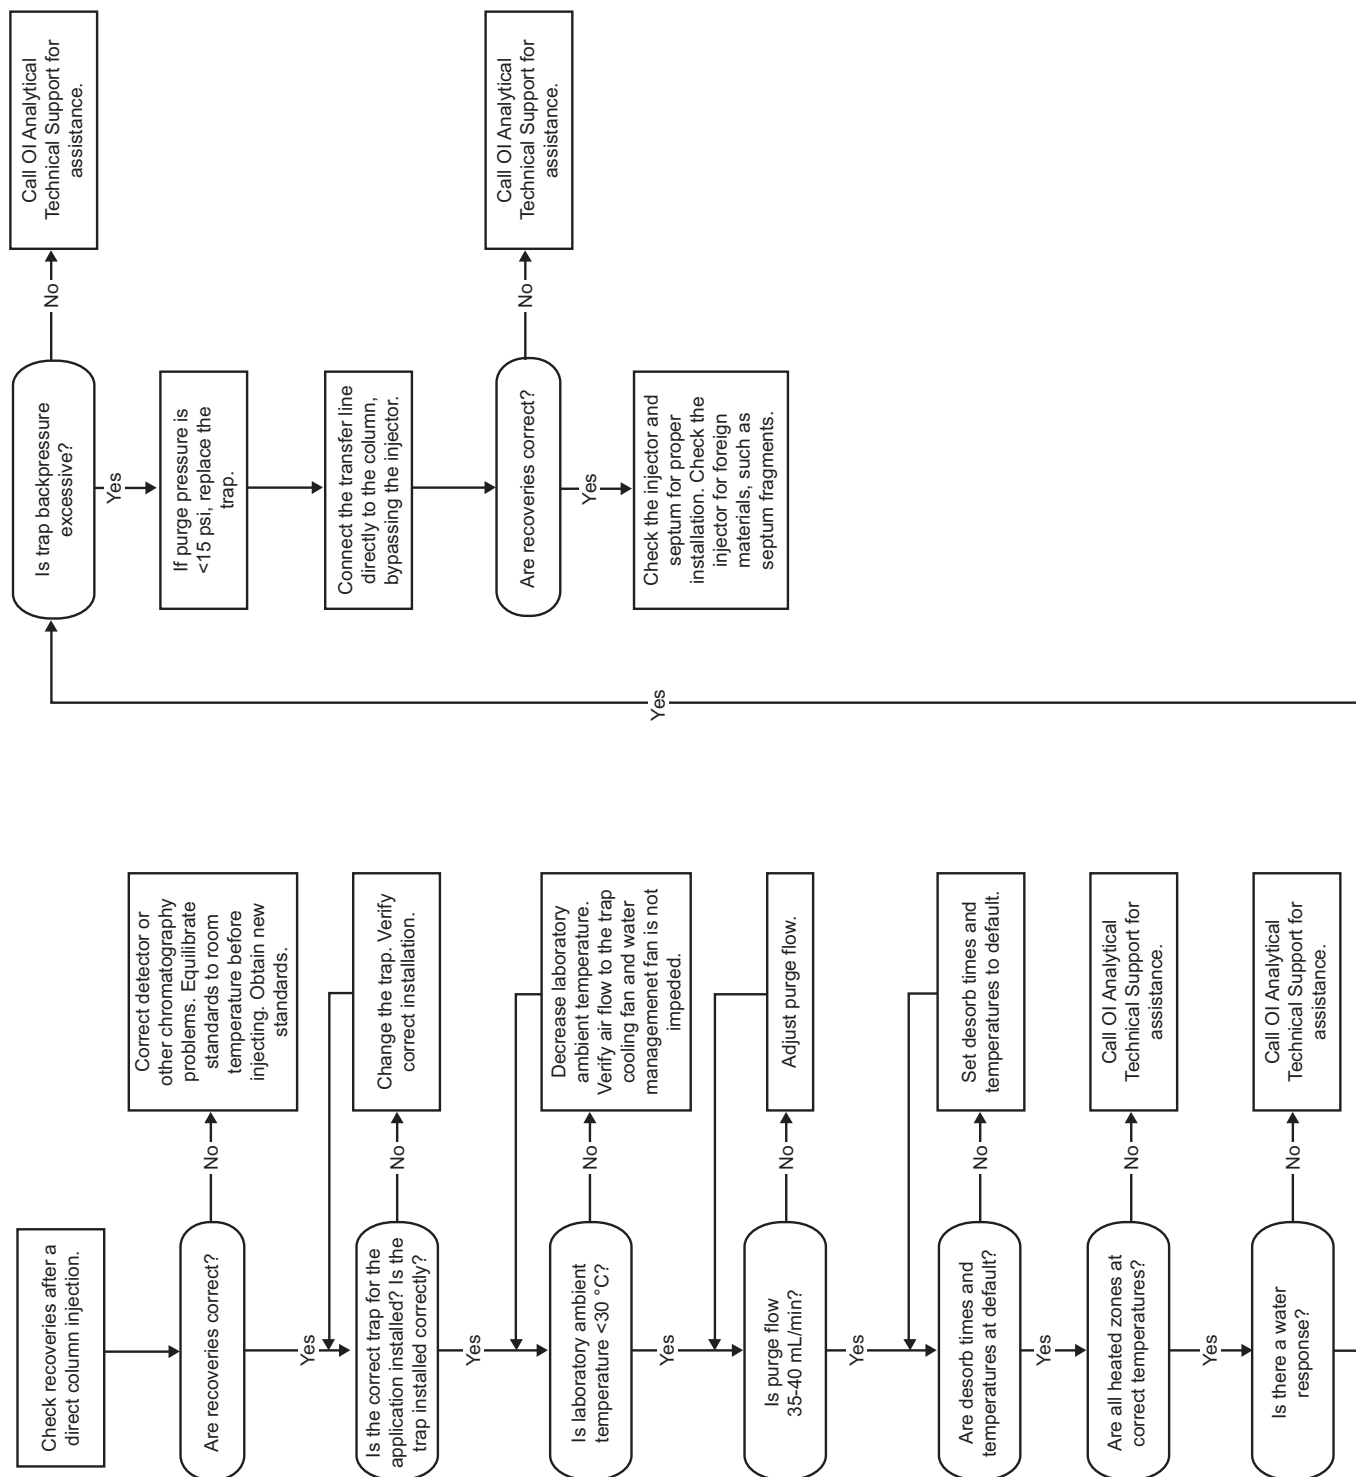 Check recoveries after a
direct column injection.
Are recoveries correct?
No
Correct detector or
other chromatography
problems. Equilibrate
standards to room
temperature before
injecting. Obtain new
standards.
Yes
Is the correct trap for the
application installed? Is the
trap installed correctly?
No
Change the trap. Verify
correct installation.
Yes
Is laboratory ambient
temperature <30 °C?
No
Decrease laboratory
ambient temperature.
Verify air flow to the trap
cooling fan and water
managemenet fan is not
impeded.
Yes
Is purge flow
35-40 mL/min?
No
Adjust purge flow.
Yes
Are desorb times and
temperatures at default?
No
Set desorb times and
temperatures to default.
Yes
Are all heated zones at
correct temperatures?
No
Call OI Analytical
Technical Support for
assistance.
Yes
Is there a water
response?
No
Call OI Analytical
Technical Support for
assistance.
Yes
Is trap backpressure
excessive?
No
Call OI Analytical
Technical Support for
assistance.
Yes
If purge pressure is
<15 psi, replace the
trap.
Connect the transfer line
directly to the column,
bypassing the injector.
Are recoveries correct?
No
Call OI Analytical
Technical Support for
assistance.
Yes
Check the injector and
septum for proper
installation. Check the
injector for foreign
materials, such as
septum fragments.